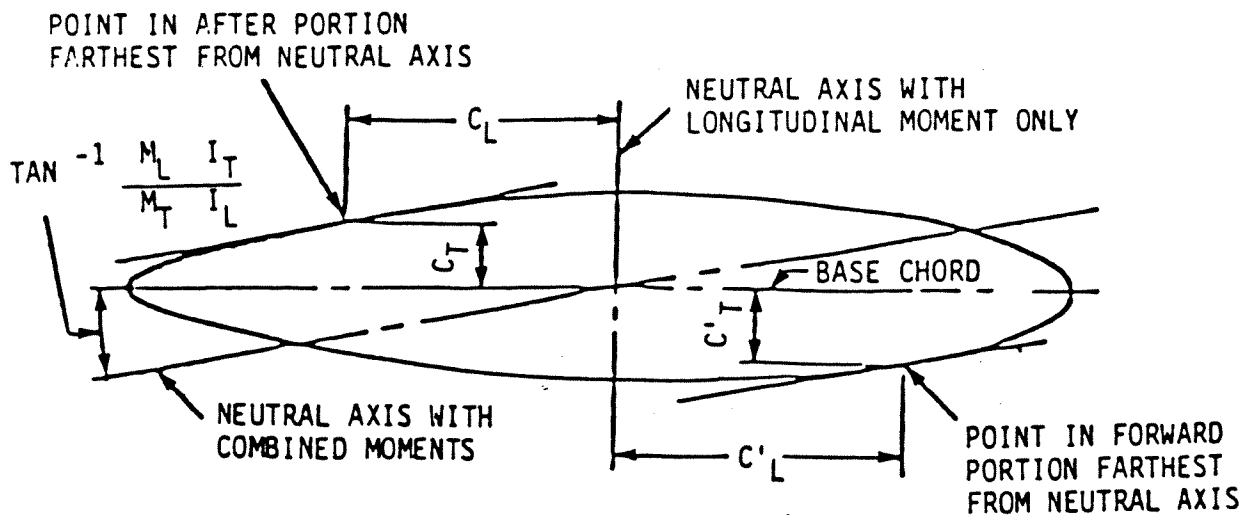 POINT IN AFTER PORTION
FARTHEST FROM NEUTRAL AXIS
NEUTRAL AXIS WITH
LONGITUDINAL MOMENT ONLY
C_L
TAN ⁻¹ M_L I_T
M_T I_L
C_T
BASE CHORD
C'_T
NEUTRAL AXIS WITH
COMBINED MOMENTS
C'_L
POINT IN FORWARD
PORTION FARTHEST
FROM NEUTRAL AXIS